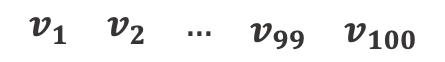 v₁ v₂ ... v₉₉ v₁₀₀